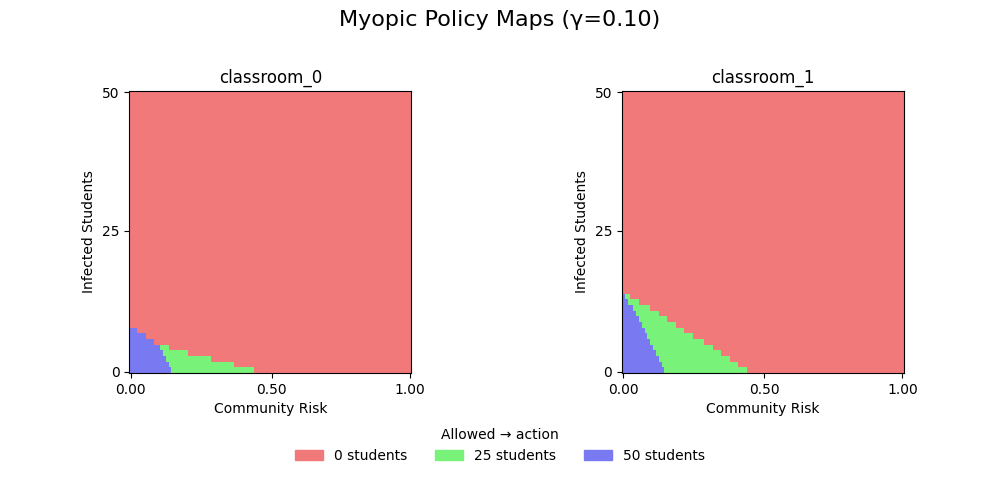 Myopic Policy Maps (γ=0.10)
classroom_0
classroom_1
50
25
0
Infected Students
0.00 0.50 1.00
Community Risk
50
25
0
Infected Students
0.00 0.50 1.00
Community Risk
Allowed → action
0 students 25 students 50 students